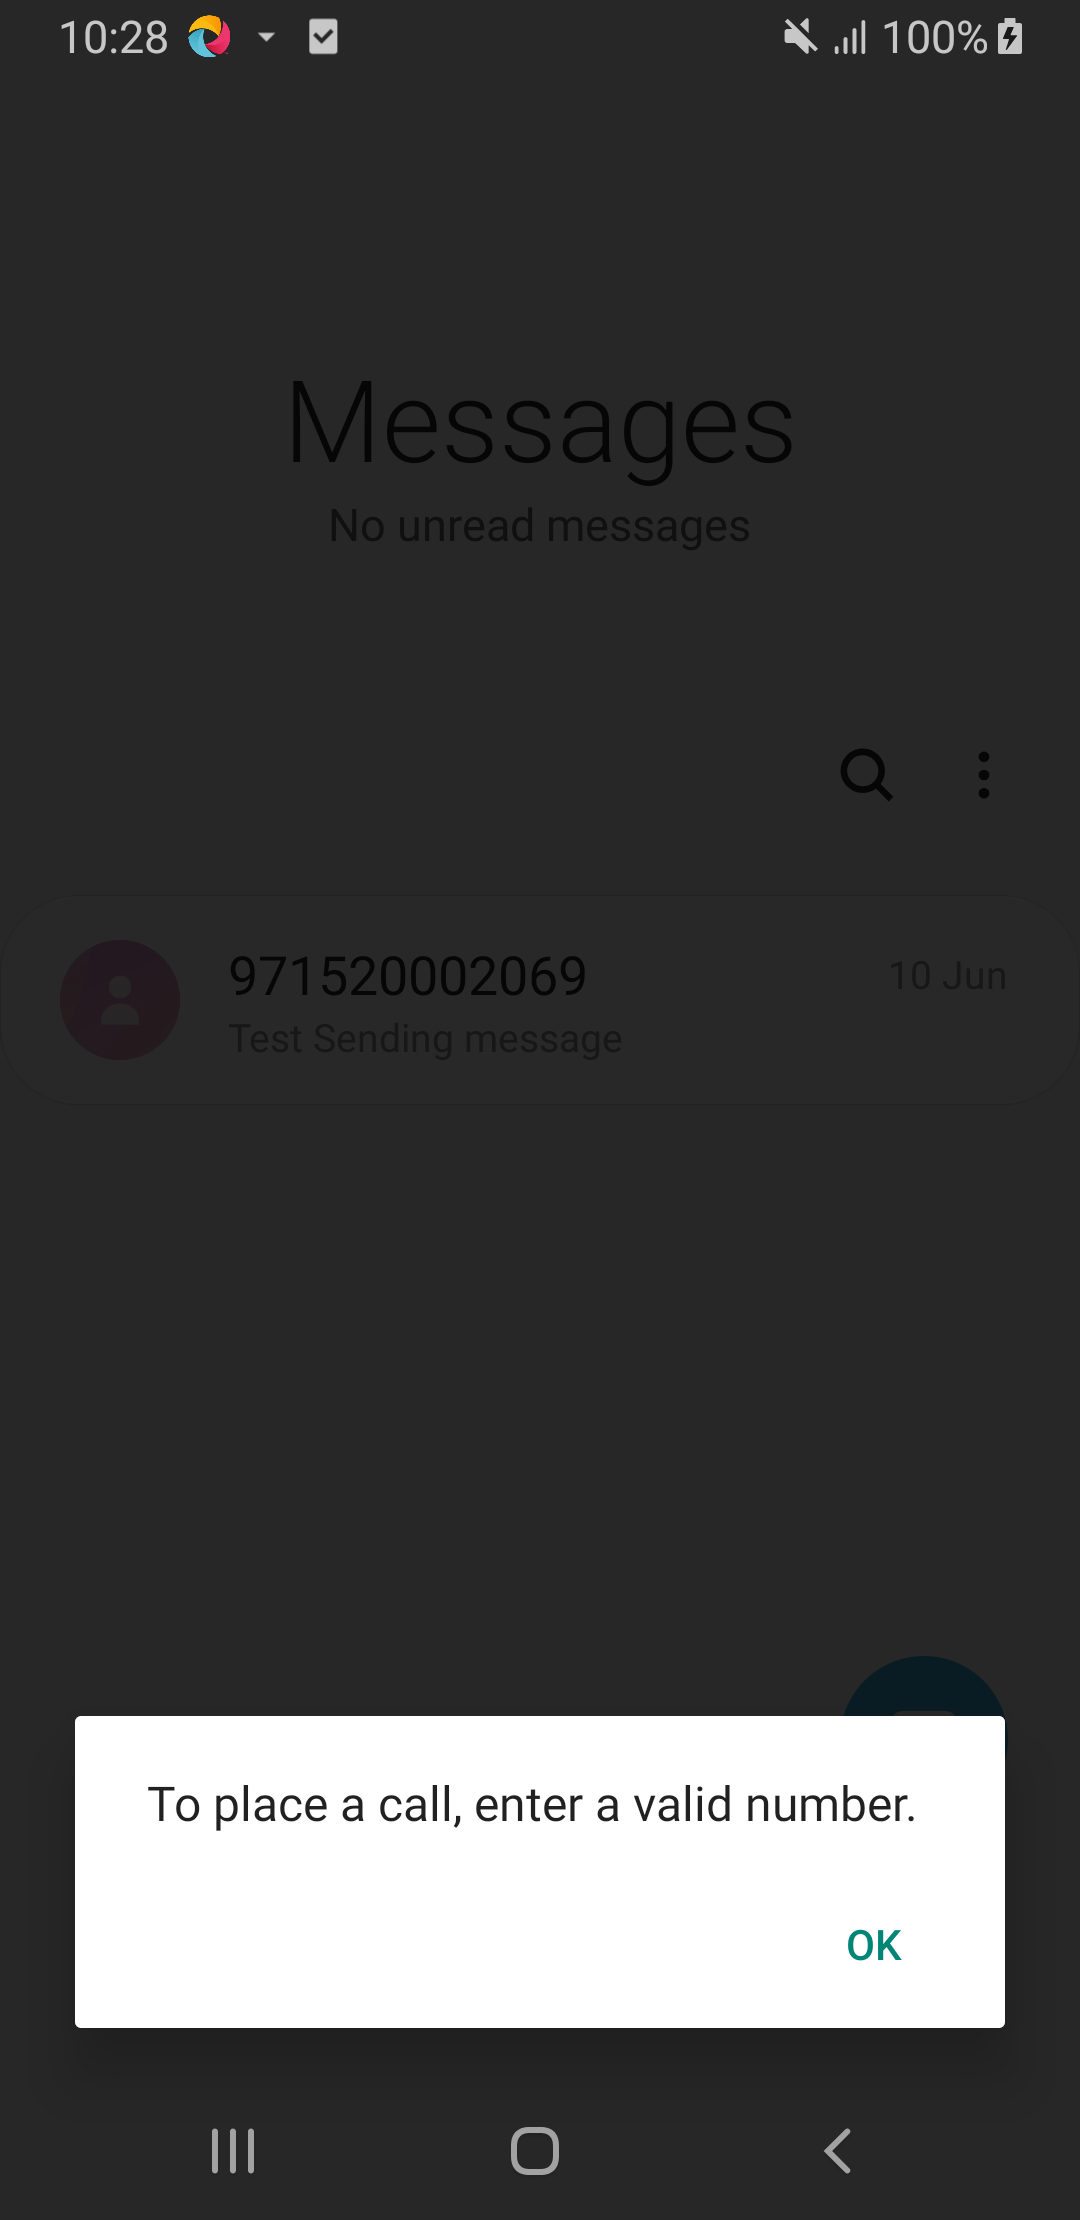 10:28
100%
Messages
No unread messages
971520002069
10 Jun
Test Sending message
To place a call, enter a valid number.
OK